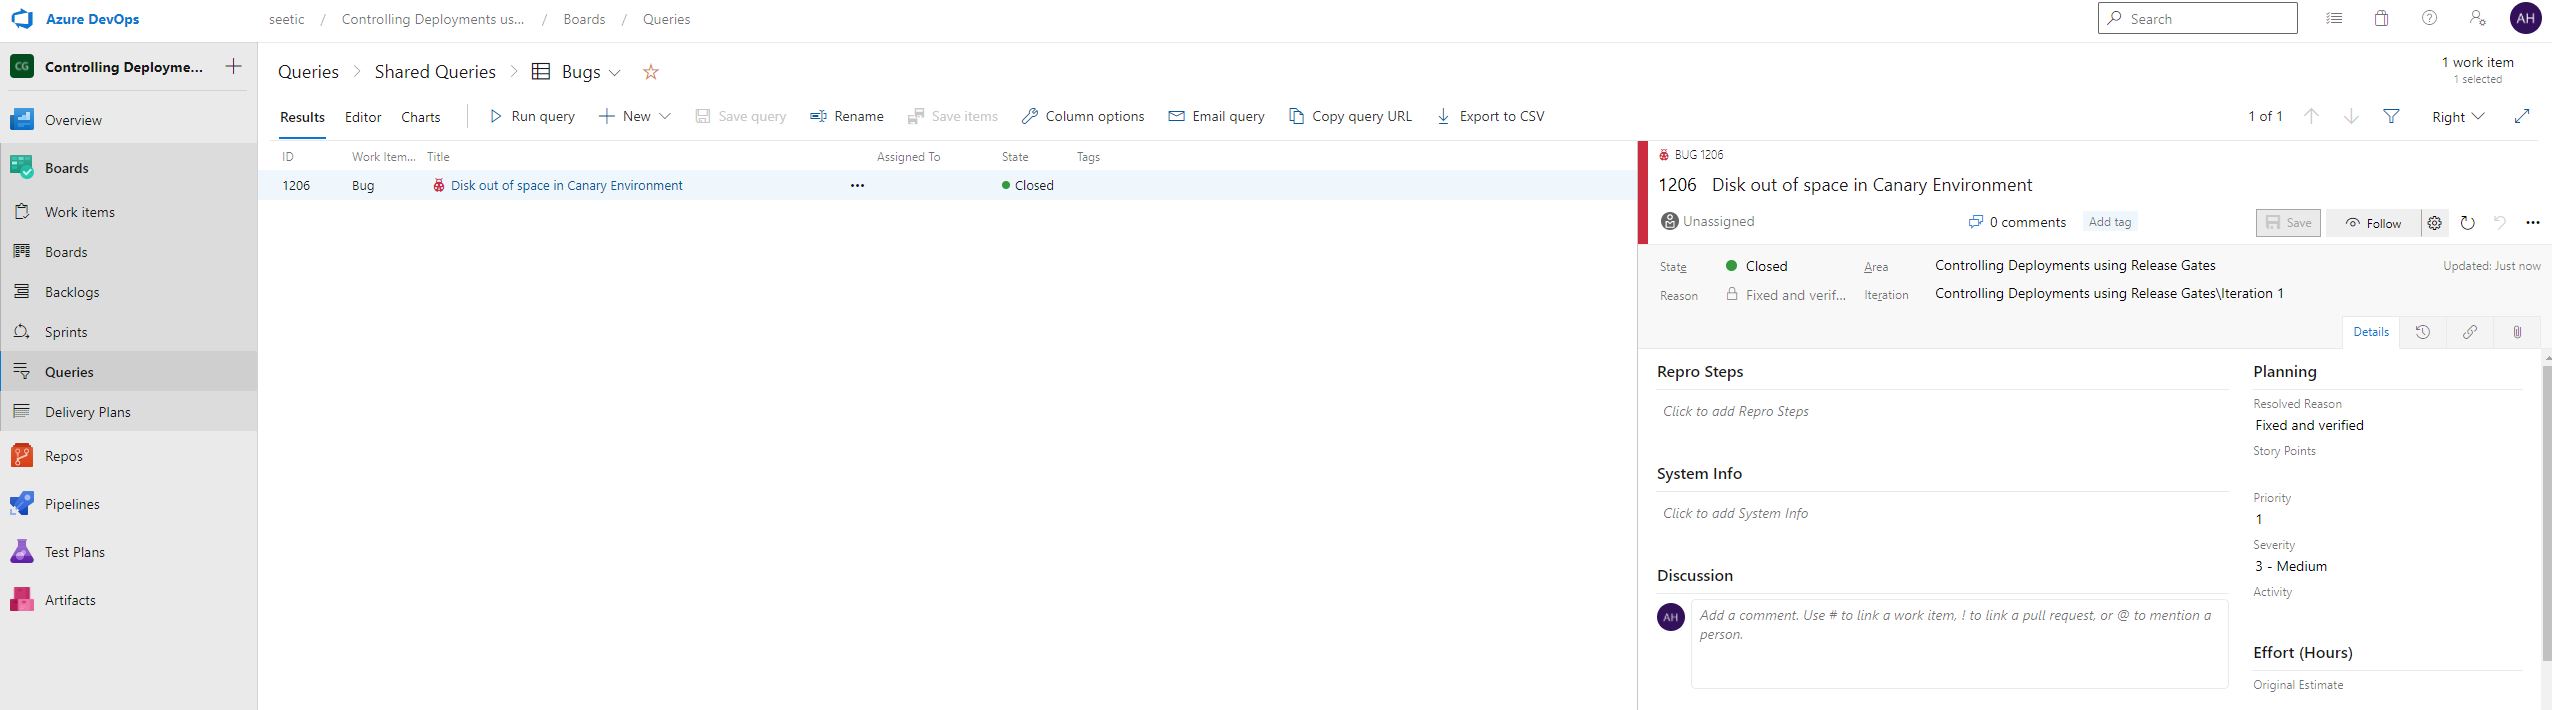 Azure DevOps
seetic / Controlling Deployments us... / Boards / Queries
Search
AH
CG Controlling Deployme...
Overview
Boards
Work items
Boards
Backlogs
Sprints
Queries
Delivery Plans
Repos
Pipelines
Test Plans
Artifacts
Queries > Shared Queries > Bugs
1 work item
1 selected
Results Editor Charts Run query New Save query Rename Save items Column options Email query Copy query URL Export to CSV
1 of 1 Right
ID Work Item... Title Assigned To State Tags
1206 Bug Disk out of space in Canary Environment ... Closed
BUG 1206
1206 Disk out of space in Canary Environment
Unassigned 0 comments Add tag Save Follow ...
State Closed Area Controlling Deployments using Release Gates Updated: Just now
Reason Fixed and verif... Iteration Controlling Deployments using Release Gates\Iteration 1
Details
Repro Steps
Click to add Repro Steps
System Info
Click to add System Info
Discussion
AH
Add a comment. Use # to link a work item, ! to link a pull request, or @ to mention a
person.
Planning
Resolved Reason
Fixed and verified
Story Points
Priority
1
Severity
3 - Medium
Activity
Effort (Hours)
Original Estimate